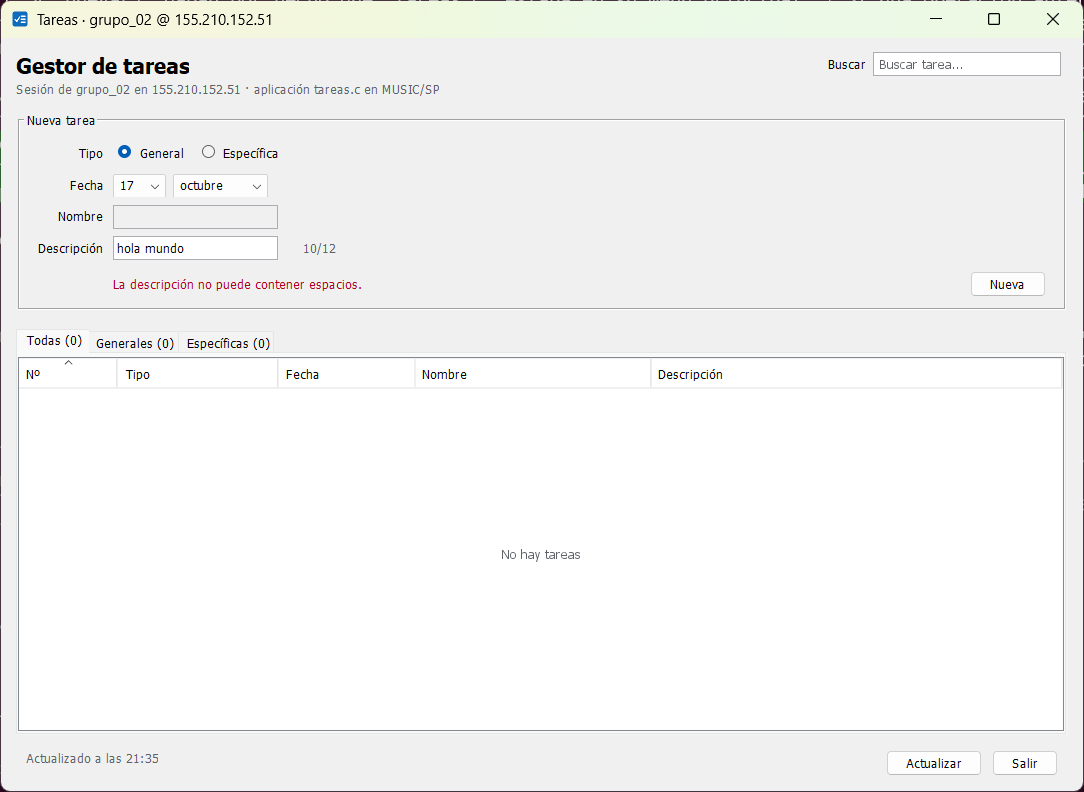 Tareas · grupo_02 @ 155.210.152.51
Gestor de tareas
Buscar
Buscar tarea...
Sesión de grupo_02 en 155.210.152.51 · aplicación tareas.c en MUSIC/SP
Nueva tarea
Tipo General Específica
Fecha 17 octubre
Nombre
Descripción hola mundo 10/12
La descripción no puede contener espacios.
Nueva
Todas (0) Generales (0) Específicas (0)
Nº Tipo Fecha Nombre Descripción
No hay tareas
Actualizado a las 21:35
Actualizar Salir